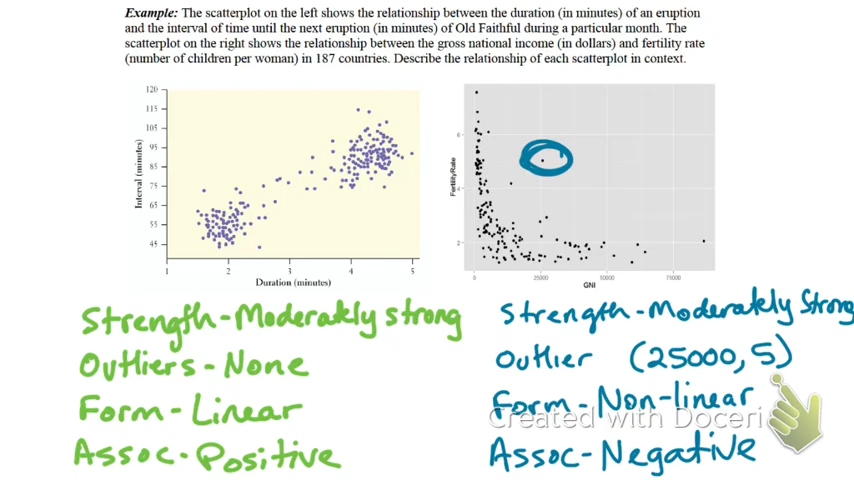 Example: The scatterplot on the left shows the relationship between the duration (in minutes) of an eruption
and the interval of time until the next eruption (in minutes) of Old Faithful during a particular month. The
scatterplot on the right shows the relationship between the gross national income (in dollars) and fertility rate
(number of children per woman) in 187 countries. Describe the relationship of each scatterplot in context.
120
115
105
95
85
75
65
55
45
Interval (minutes)
1 2 3 4 5
Duration (minutes)
6
4
2
FertilityRate
0 25000 50000 75000
GNI
Strength - Moderately strong
Outliers - None
Form - Linear
Assoc. - Positive
Strength - Moderately Strong
Outlier (25000, 5)
Form - Non-linear
Assoc - Negative
Created with Doceri